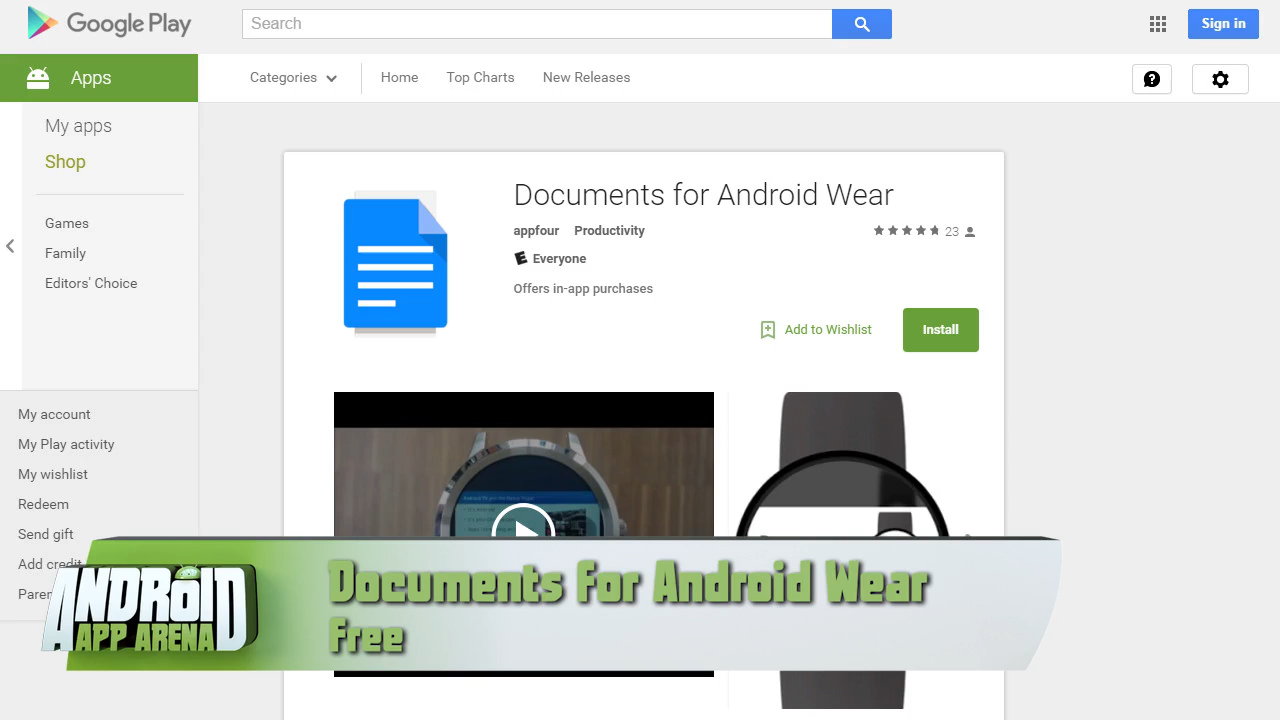 Google Play
Search
Sign in
Apps
Categories
Home
Top Charts
New Releases
My apps
Shop
Games
Family
Editors' Choice
My account
My Play activity
My wishlist
Redeem
Send gift
Add credit
Documents for Android Wear
appfour Productivity
23
Everyone
Offers in-app purchases
Add to Wishlist
Install
ANDROID
APP ARENA
Documents For Android Wear
Free